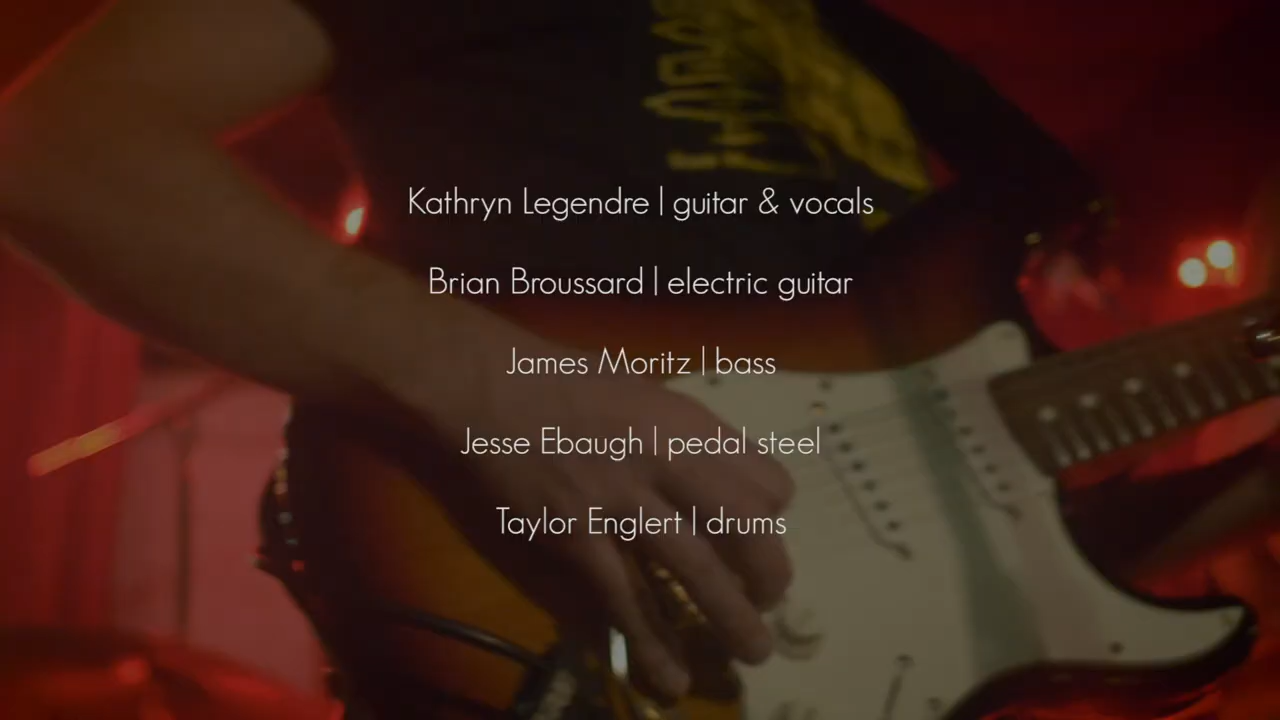 Kathryn Legendre | guitar & vocals
Brian Broussard | electric guitar
James Moritz | bass
Jesse Ebaugh | pedal steel
Taylor Englert | drums